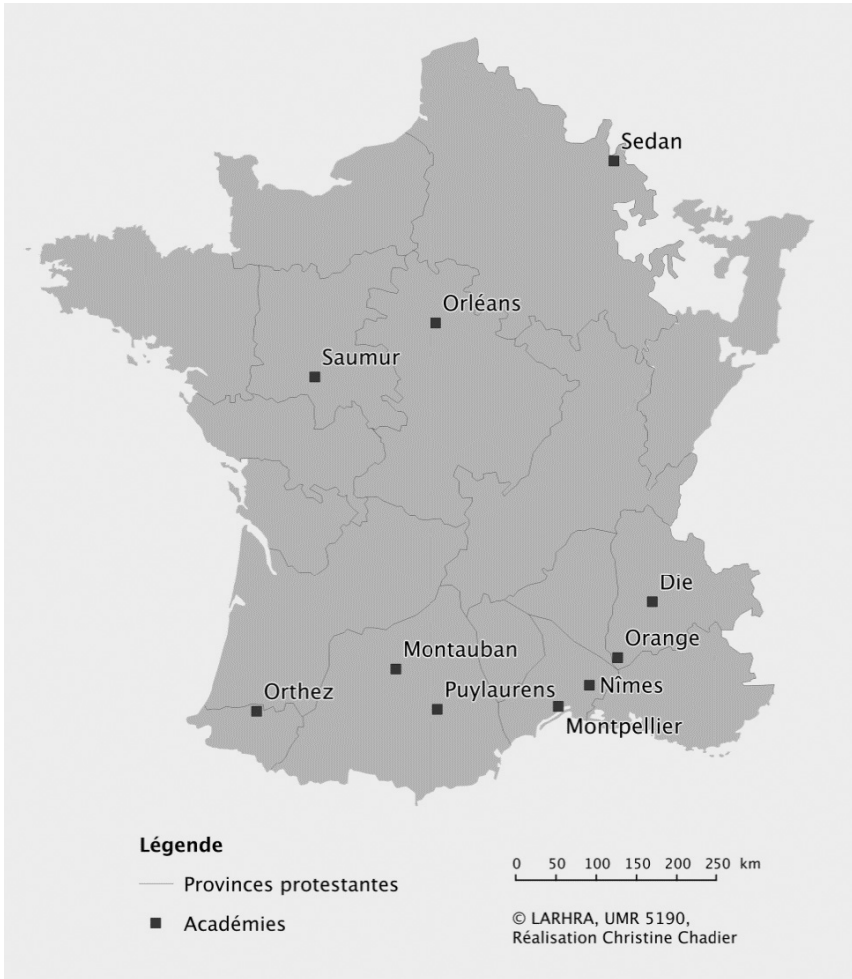 Sedan
Orléans
Saumur
Die
Orange
Montauban
Nîmes
Puylaurens
Orthez
Montpellier
Légende
Provinces protestantes
Académies
0 50 100 150 200 250 km
© LARHRA, UMR 5190,
Réalisation Christine Chadier